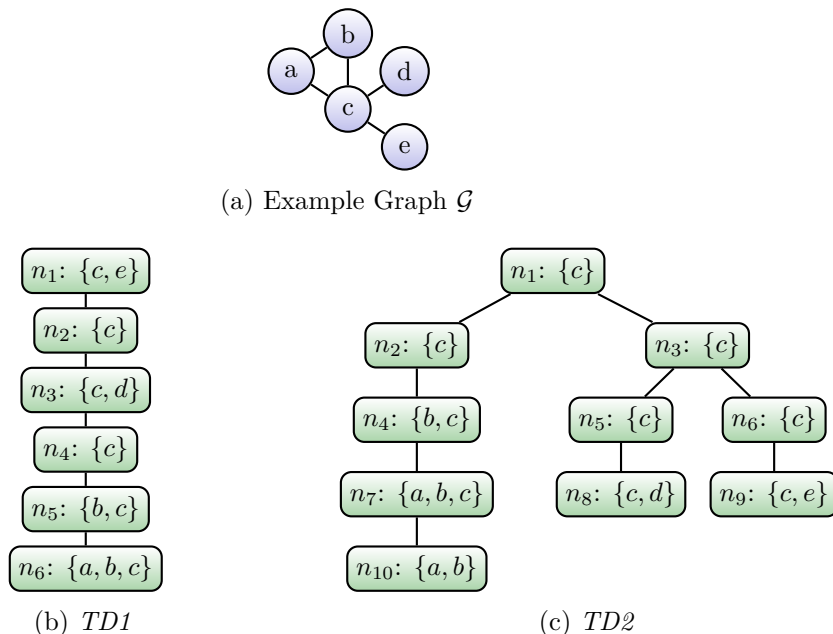 b
a
d
c
e
(a) Example Graph 𝒢
n₁: {c, e}
n₂: {c}
n₃: {c, d}
n₄: {c}
n₅: {b, c}
n₆: {a, b, c}
(b) TD1
n₁: {c}
n₂: {c}
n₃: {c}
n₄: {b, c}
n₅: {c}
n₆: {c}
n₇: {a, b, c}
n₈: {c, d}
n₉: {c, e}
n₁₀: {a, b}
(c) TD2